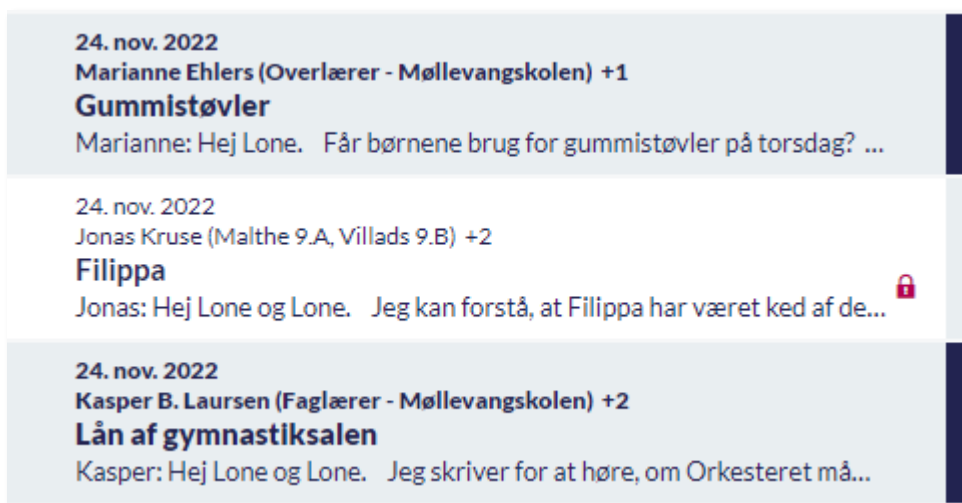 24. nov. 2022
Marianne Ehlers (Overlærer - Møllevangskolen) +1
Gummistøvler
Marianne: Hej Lone. Får børnene brug for gummistøvler på torsdag? ...
24. nov. 2022
Jonas Kruse (Malthe 9.A, Villads 9.B) +2
Filippa
Jonas: Hej Lone og Lone. Jeg kan forstå, at Filippa har været ked af de...
24. nov. 2022
Kasper B. Laursen (Faglærer - Møllevangskolen) +2
Lån af gymnastiksalen
Kasper: Hej Lone og Lone. Jeg skriver for at høre, om Orkesteret må...